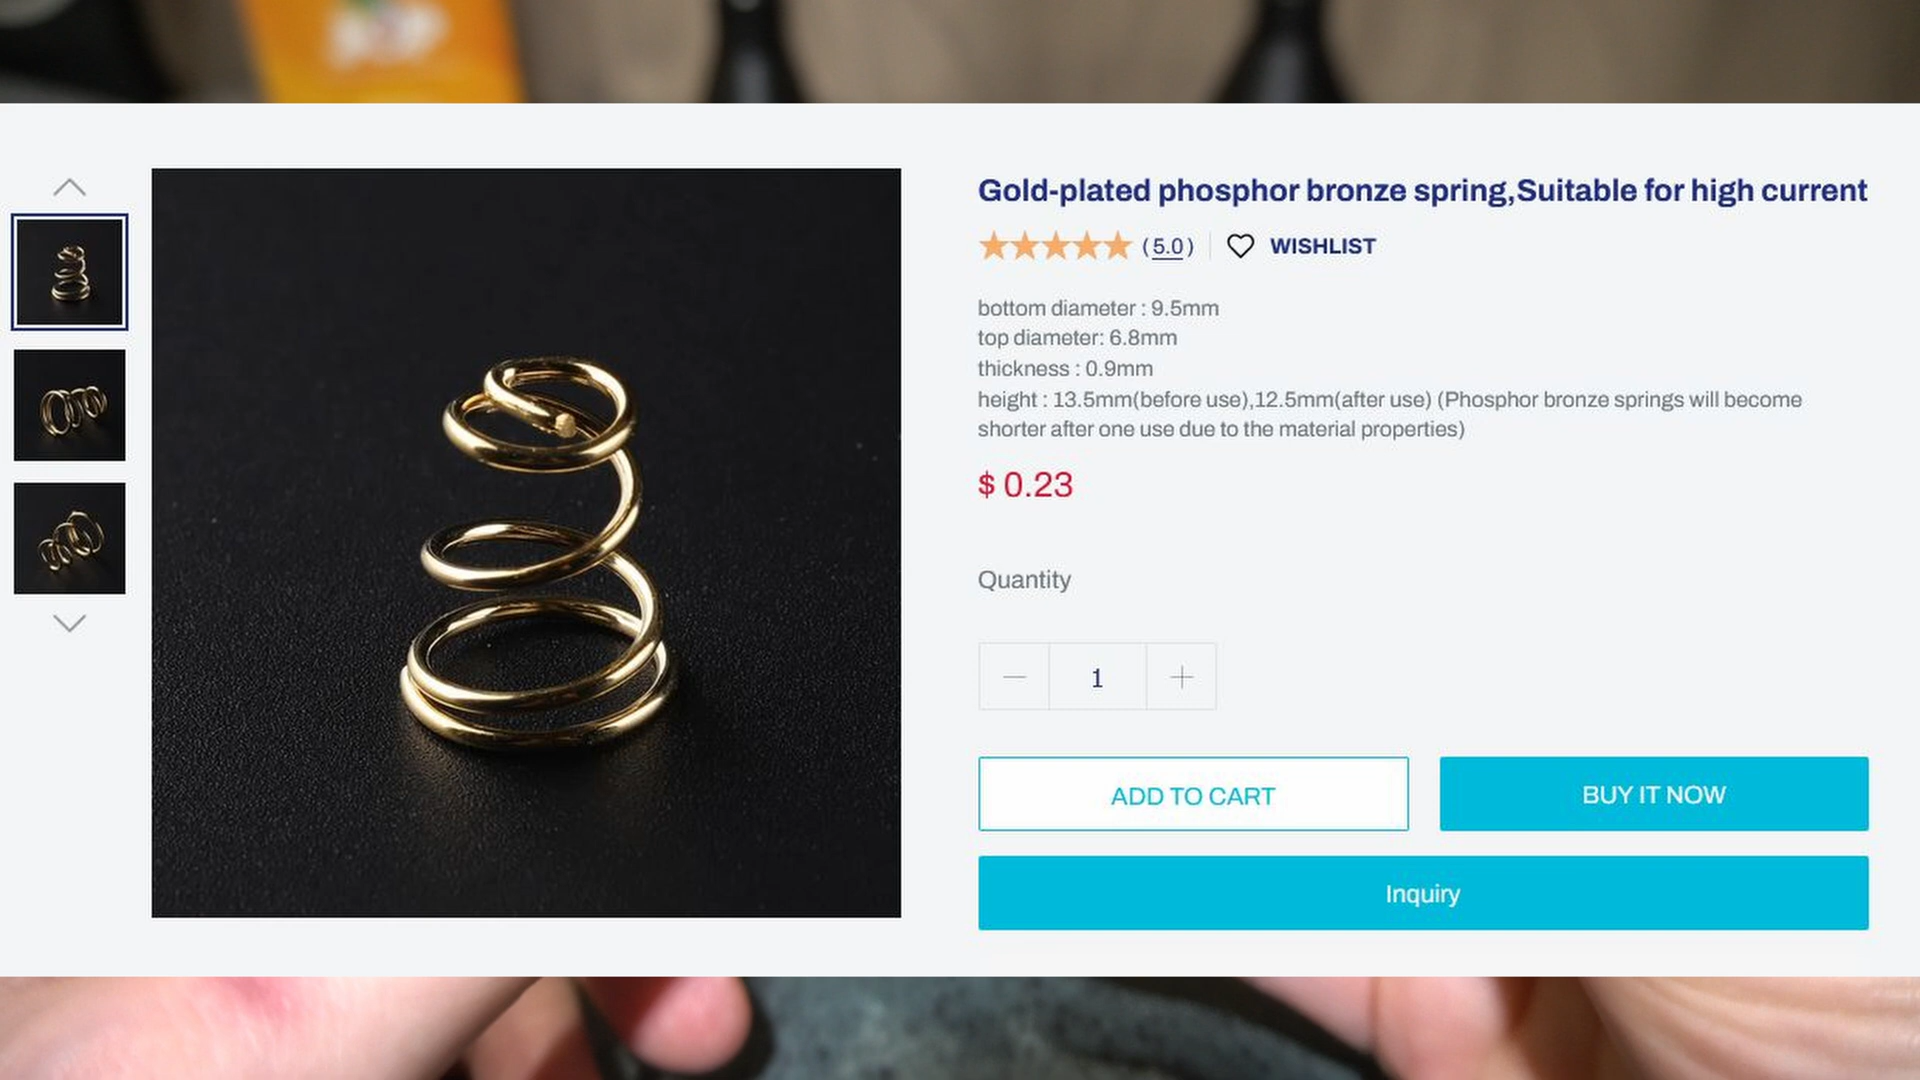 Gold-plated phosphor bronze spring,Suitable for high current
(5.0) WISHLIST
bottom diameter : 9.5mm
top diameter: 6.8mm
thickness : 0.9mm
height : 13.5mm(before use),12.5mm(after use) (Phosphor bronze springs will become
shorter after one use due to the material properties)
$ 0.23
Quantity
1
ADD TO CART
BUY IT NOW
Inquiry